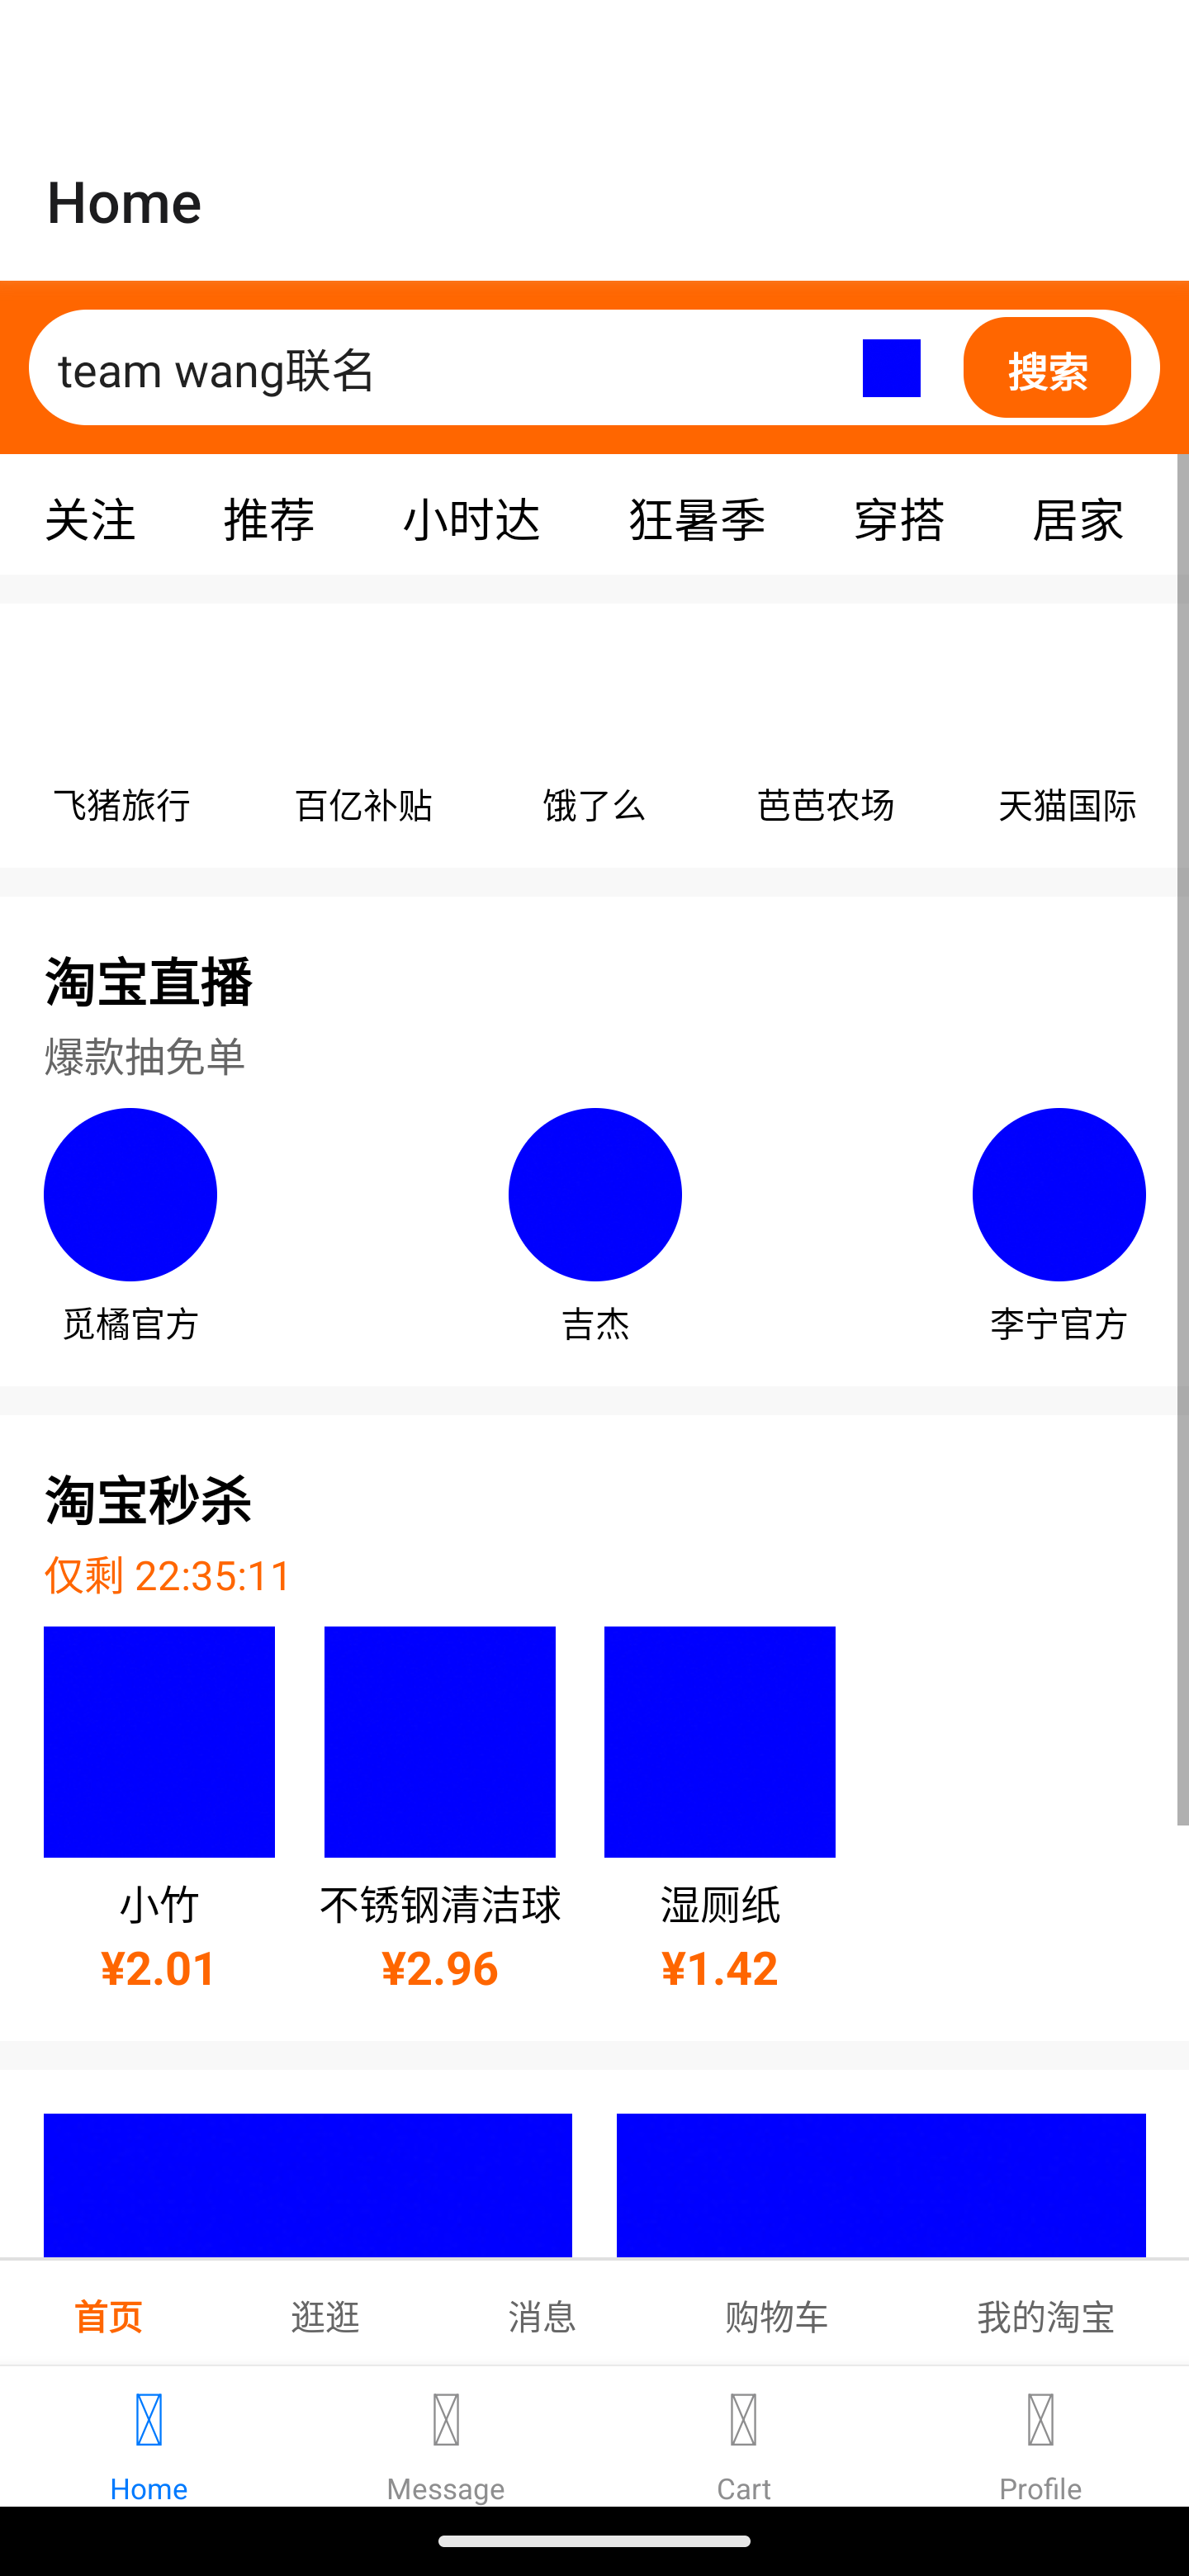 Home
team wang联名 搜索
关注 推荐 小时达 狂暑季 穿搭 居家
飞猪旅行 百亿补贴 饿了么 芭芭农场 天猫国际
淘宝直播
爆款抽免单
觅橘官方 吉杰 李宁官方
淘宝秒杀
仅剩 22:35:11
小竹 不锈钢清洁球 湿厕纸
¥2.01 ¥2.96 ¥1.42
首页 逛逛 消息 购物车 我的淘宝
Home Message Cart Profile